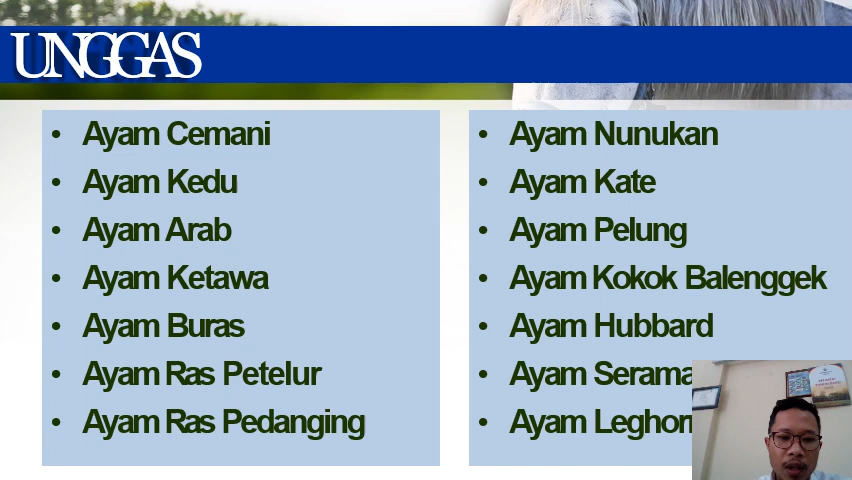 UNGGAS
• Ayam Cemani
• Ayam Kedu
• Ayam Arab
• Ayam Ketawa
• Ayam Buras
• Ayam Ras Petelur
• Ayam Ras Pedanging
• Ayam Nunukan
• Ayam Kate
• Ayam Pelung
• Ayam Kokok Balenggek
• Ayam Hubbard
• Ayam Serama
• Ayam